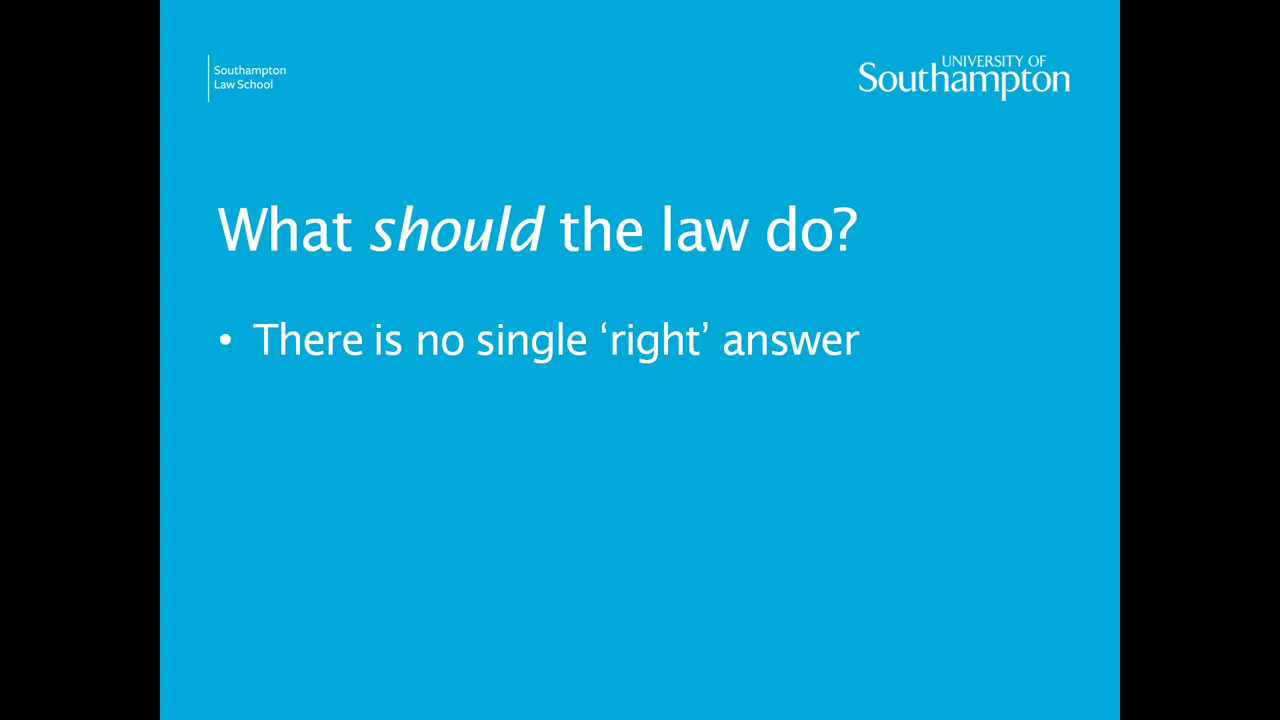 Southampton
Law School
UNIVERSITY OF
Southampton
What should the law do?
• There is no single ‘right’ answer